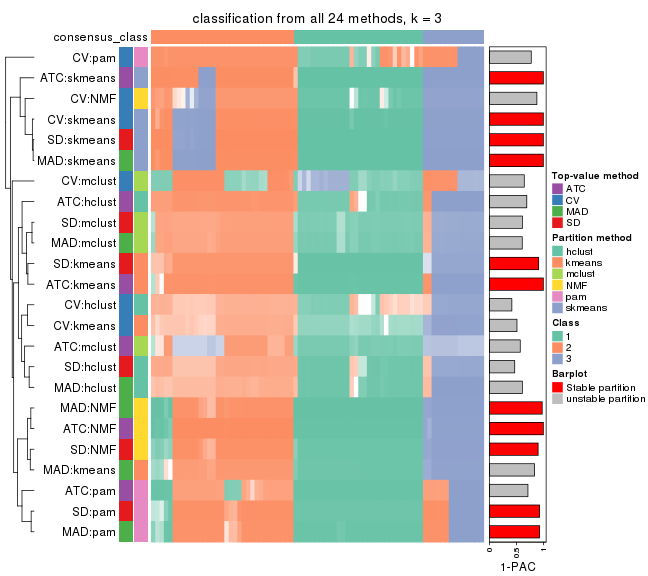 classification from all 24 methods, k = 3
consensus_class
CV:pam
ATC:skmeans
CV:NMF
CV:skmeans
SD:skmeans
MAD:skmeans
CV:mclust
ATC:hclust
SD:mclust
MAD:mclust
SD:kmeans
ATC:kmeans
CV:hclust
CV:kmeans
ATC:mclust
SD:hclust
MAD:hclust
MAD:NMF
ATC:NMF
SD:NMF
MAD:kmeans
ATC:pam
SD:pam
MAD:pam
0
0.5
1
1-PAC
Top-value method
ATC
CV
MAD
SD
Partition method
hclust
kmeans
mclust
NMF
pam
skmeans
Class
1
2
3
Barplot
Stable partition
unstable partition